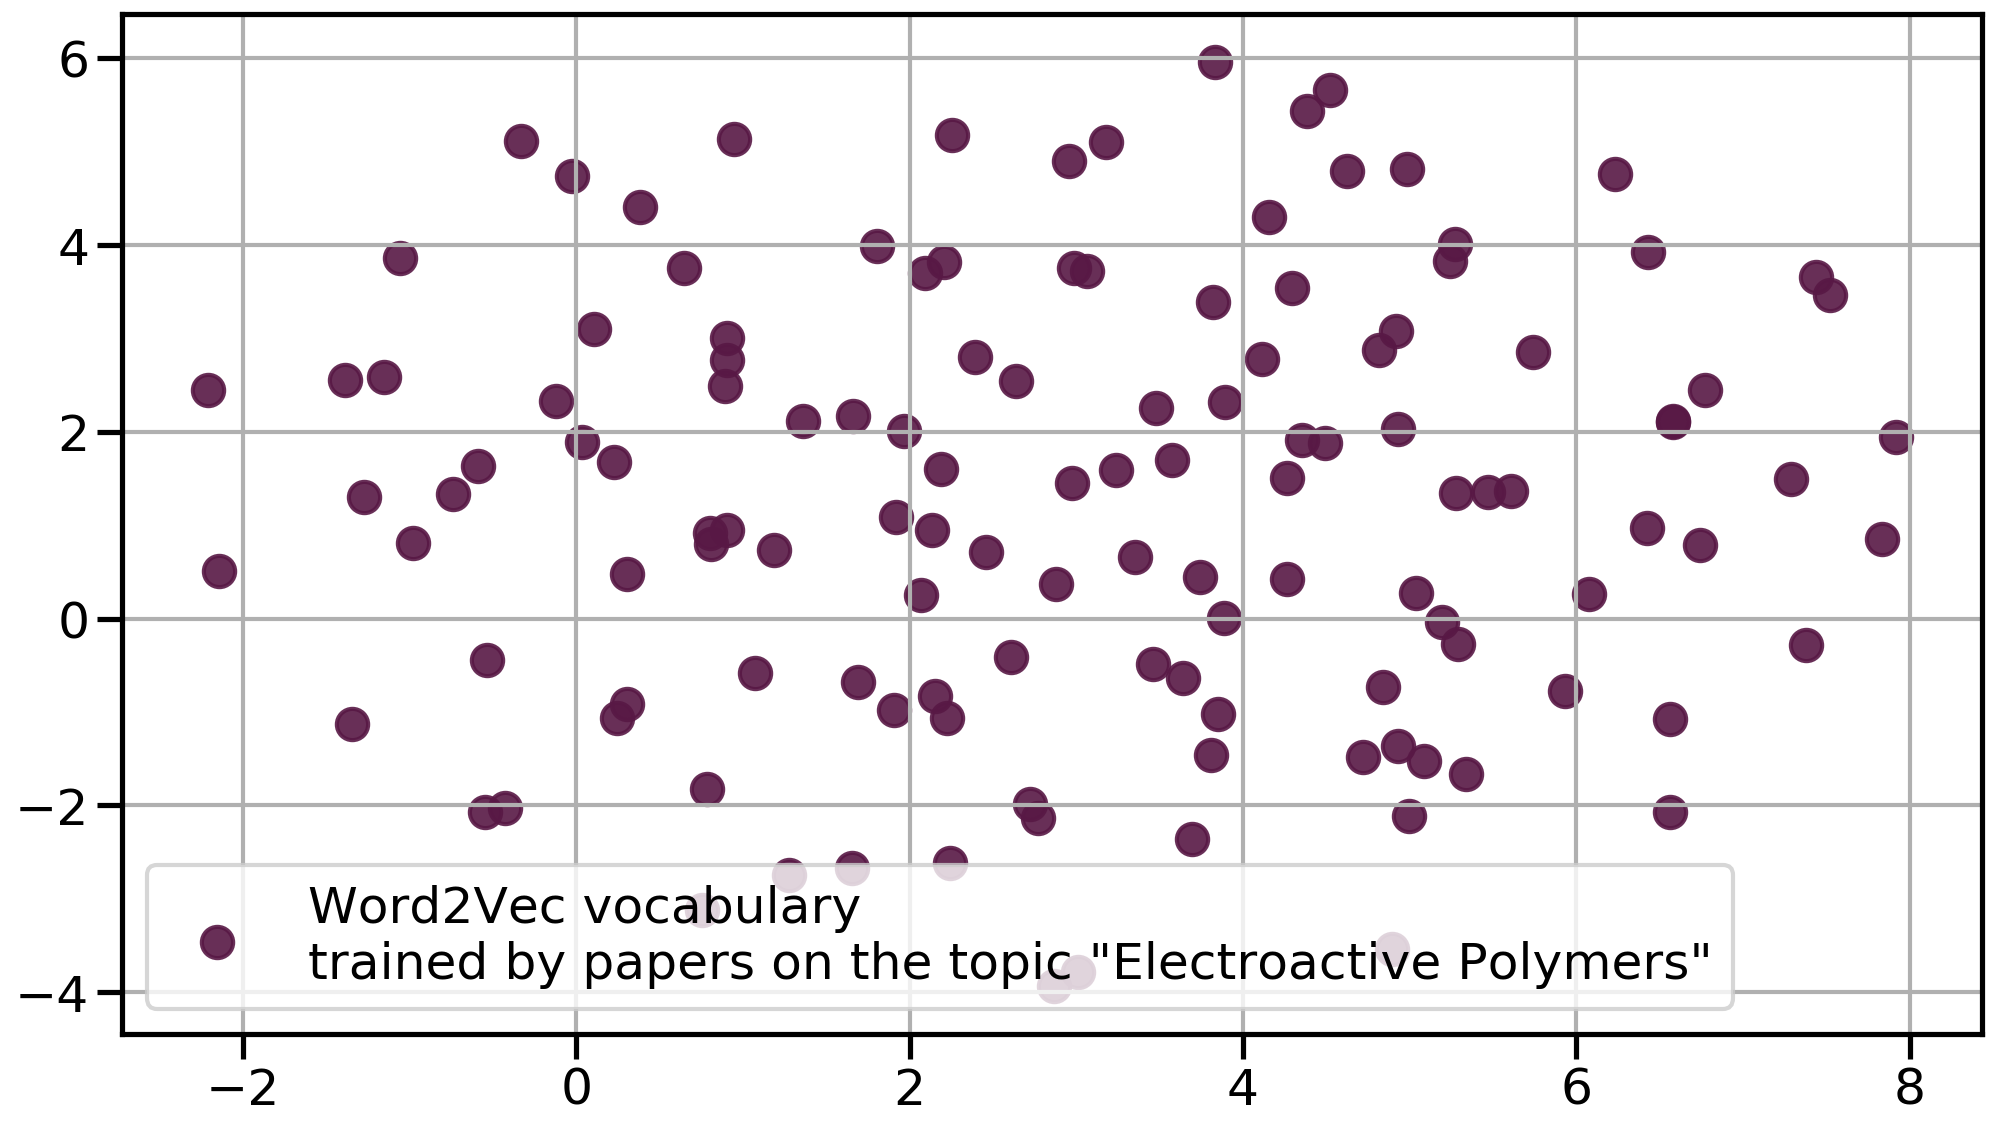 6
4
2
0
−2
−4
Word2Vec vocabulary
trained by papers on the topic "Electroactive Polymers"
−2 0 2 4 6 8